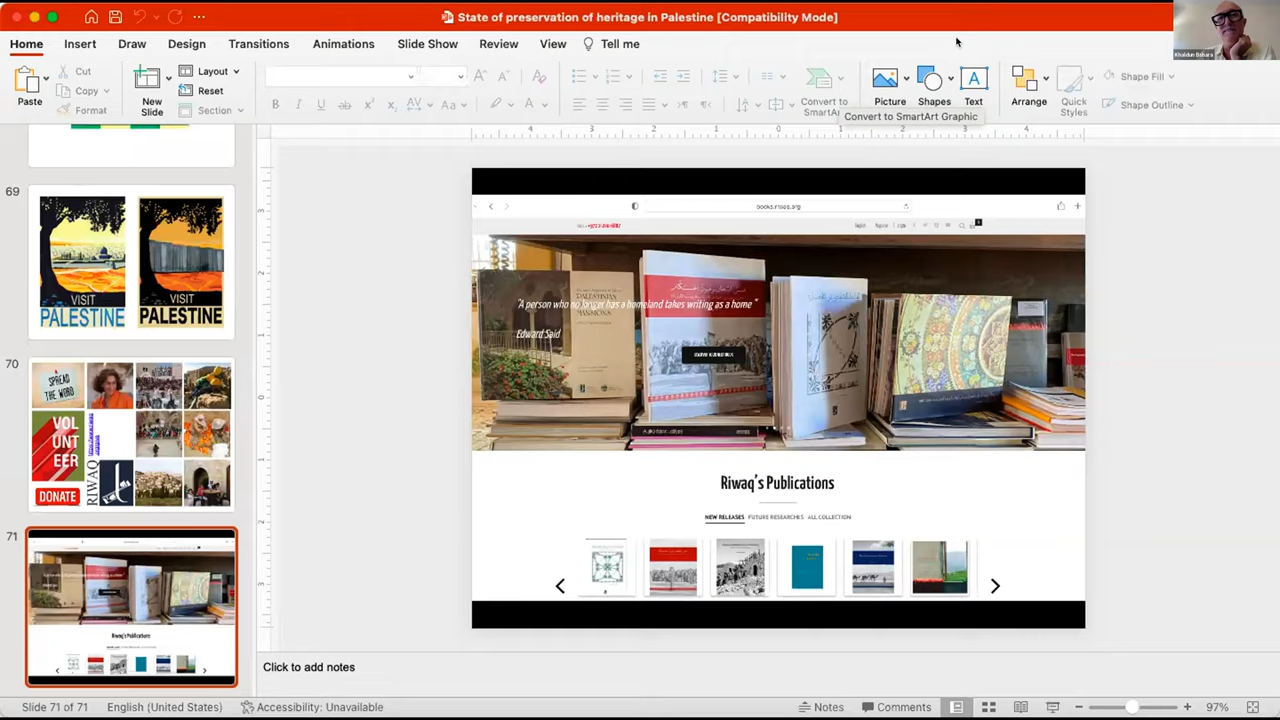 State of preservation of heritage in Palestine [Compatibility Mode]
Khaldun Bshara
Home Insert Draw Design Transitions Animations Slide Show Review View Tell me
Paste
Cut
Copy
Format
New Slide
Layout
Reset
Section
B I
Convert to SmartArt
Picture
Shapes
Text
Arrange
Quick Styles
Shape Fill
Shape Outline
Convert to SmartArt Graphic
69
VISIT PALESTINE
VISIT PALESTINE
70
SPREAD THE WORD
VOLUNTEER
DONATE
RIWAQ
71
Riwaq's Publications
books.riwaq.org
English
"A person who no longer has a homeland takes writing as a home"
Edward Said
PALESTINIAN
MANSIONS
Riwaq's Publications
NEW RELEASES FUTURE RESEARCHES ALL COLLECTION
Click to add notes
Slide 71 of 71 English (United States) Accessibility: Unavailable Notes Comments 97%